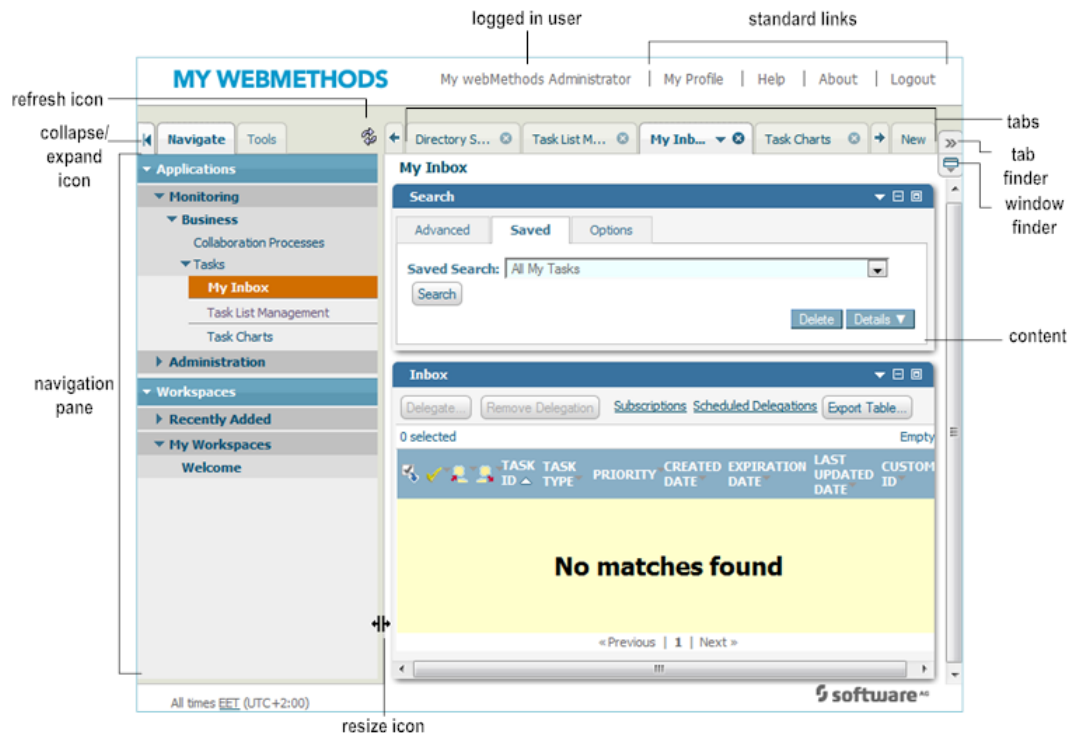 logged in user
standard links
MY WEBMETHODS
My webMethods Administrator | My Profile | Help | About | Logout
refresh icon
collapse/
expand
icon
Navigate
Tools
Directory S...
Task List M...
My Inb...
Task Charts
New
tabs
tab
finder
window
finder
Applications
Monitoring
Business
Collaboration Processes
Tasks
My Inbox
Task List Management
Task Charts
Administration
Workspaces
Recently Added
My Workspaces
Welcome
navigation
pane
My Inbox
Search
Advanced
Saved
Options
Saved Search: All My Tasks
Search
Delete
Details ▼
content
Inbox
Delegate...
Remove Delegation
Subscriptions
Scheduled Delegations
Export Table...
0 selected
Empty
TASK ID
TASK TYPE
PRIORITY
CREATED DATE
EXPIRATION DATE
LAST UPDATED DATE
CUSTOM ID
No matches found
« Previous | 1 | Next »
All times EET (UTC+2:00)
software AG
resize icon